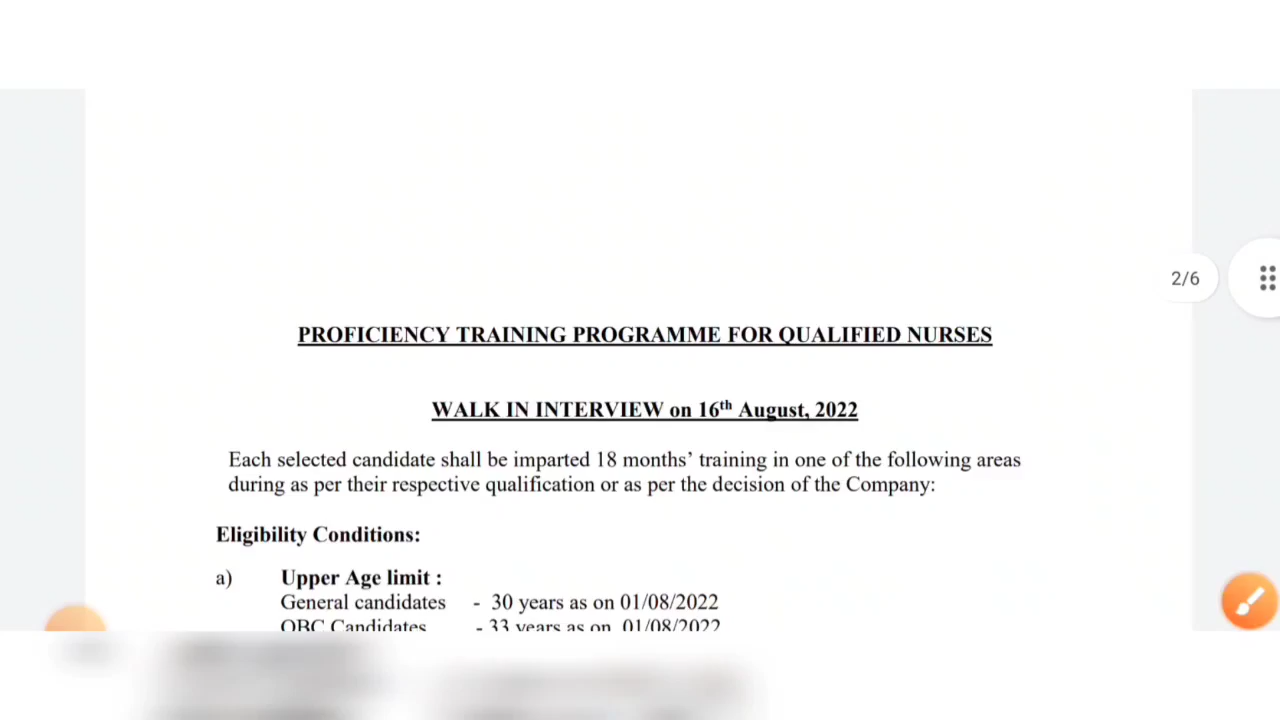 2/6
PROFICIENCY TRAINING PROGRAMME FOR QUALIFIED NURSES
WALK IN INTERVIEW on 16th August, 2022
Each selected candidate shall be imparted 18 months’ training in one of the following areas
during as per their respective qualification or as per the decision of the Company:
Eligibility Conditions:
a) Upper Age limit :
General candidates - 30 years as on 01/08/2022
OBC Candidates - 33 years as on 01/08/2022